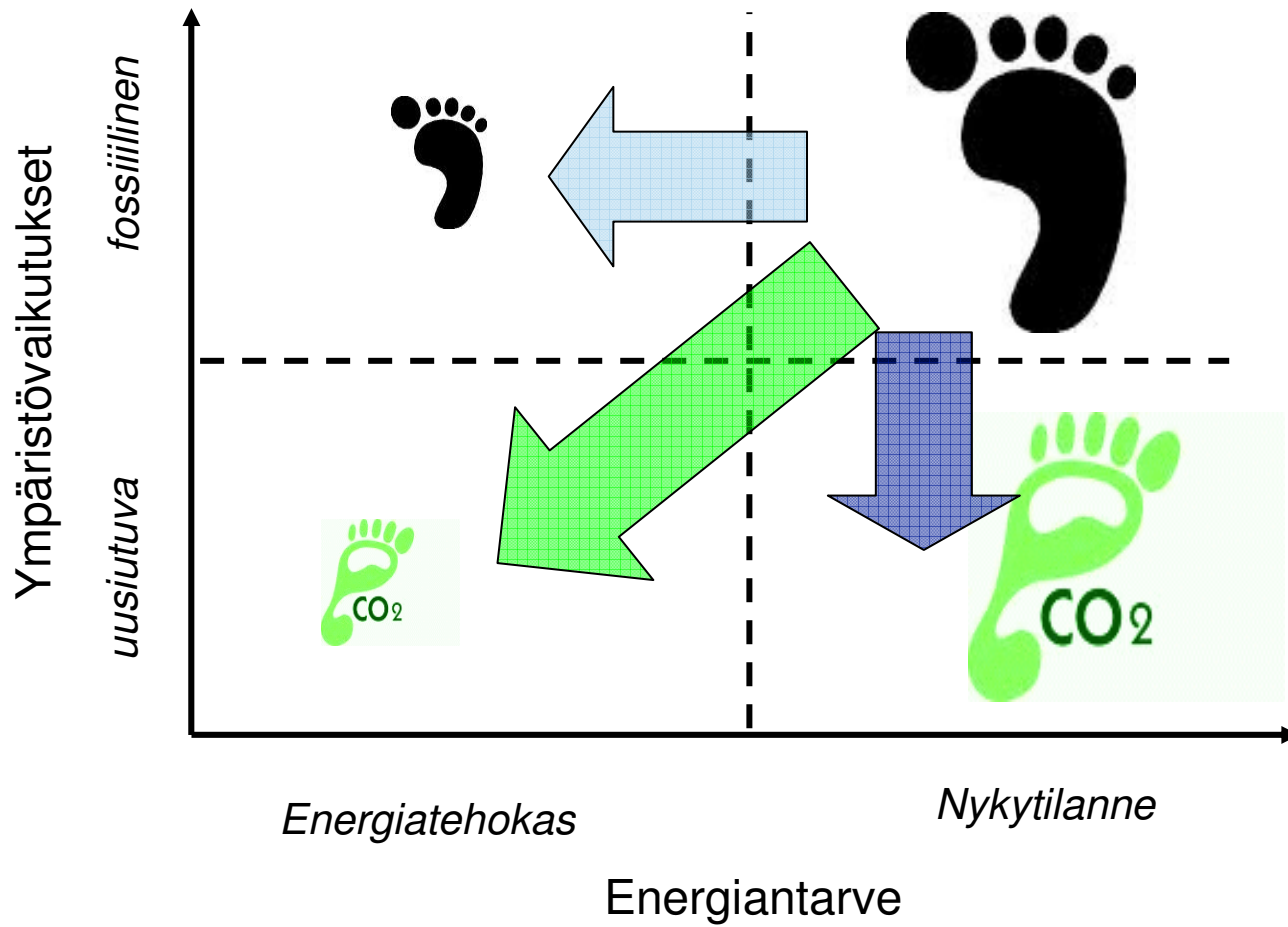 Ympäristövaikutukset
fossiiilinen
uusiutuva
CO2
CO2
Energiatehokas
Nykytilanne
Energiantarve